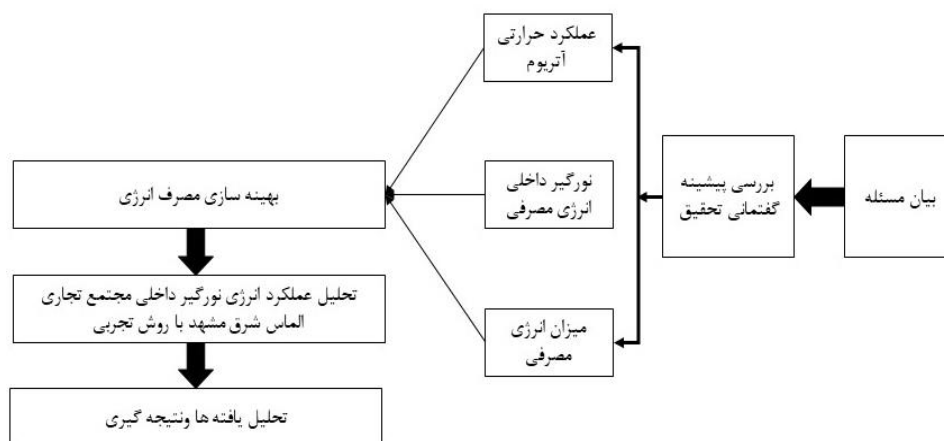 بیان مسئله
بررسی پیشینه
گفتمانی تحقیق
عملکرد حرارتی
آتریوم
نورگیر داخلی
انرژی مصرفی
میزان انرژی
مصرفی
بهینه سازی مصرف انرژی
تحلیل عملکرد انرژی نورگیر داخلی مجتمع تجاری
الماس شرق مشهد با روش تجربی
تحلیل یافته ها ونتیجه گیری